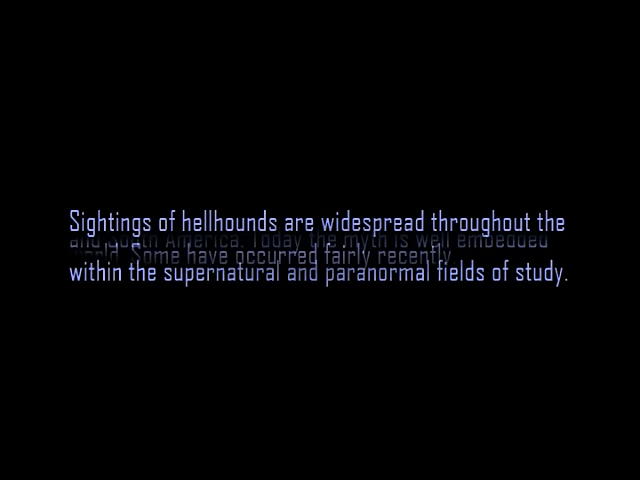 Sightings of hellhounds are widespread throughout the
and South America. Today the myth is well embedded
world. Some have occurred fairly recently.
within the supernatural and paranormal fields of study.